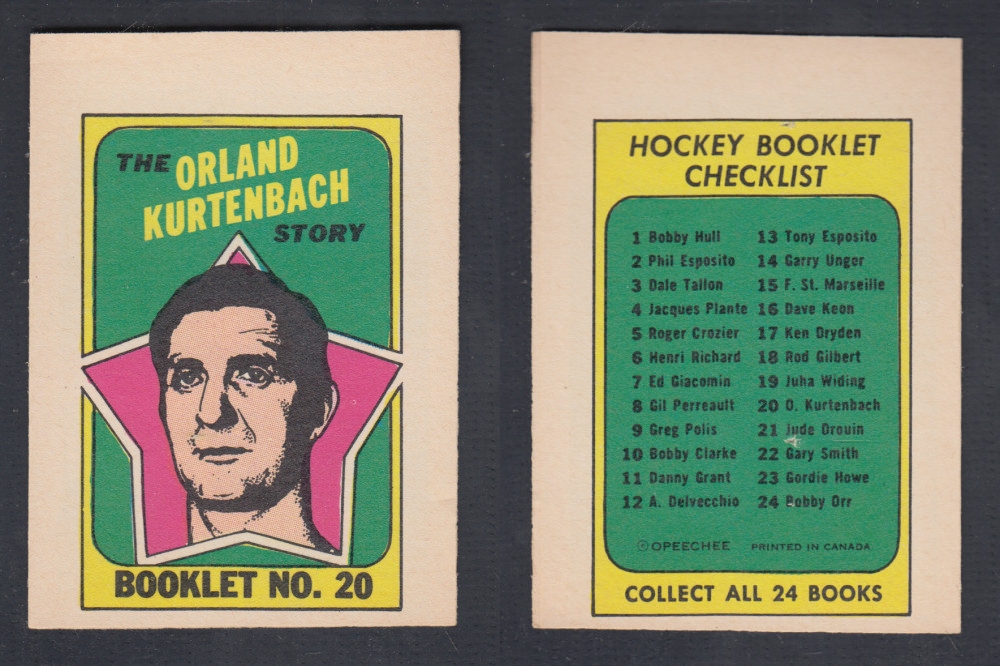 THE ORLAND
KURTENBACH
STORY
BOOKLET NO. 20
HOCKEY BOOKLET
CHECKLIST
1 Bobby Hull
2 Phil Esposito
3 Dale Tallon
4 Jacques Plante
5 Roger Crozier
6 Henri Richard
7 Ed Giacomin
8 Gil Perreault
9 Greg Polis
10 Bobby Clarke
11 Danny Grant
12 A. Delvecchio
13 Tony Esposito
14 Garry Unger
15 F. St. Marseille
16 Dave Keon
17 Ken Dryden
18 Rod Gilbert
19 Juha Widing
20 O. Kurtenbach
21 Jude Drouin
22 Gary Smith
23 Gordie Howe
24 Bobby Orr
© OPEECHEE PRINTED IN CANADA
COLLECT ALL 24 BOOKS